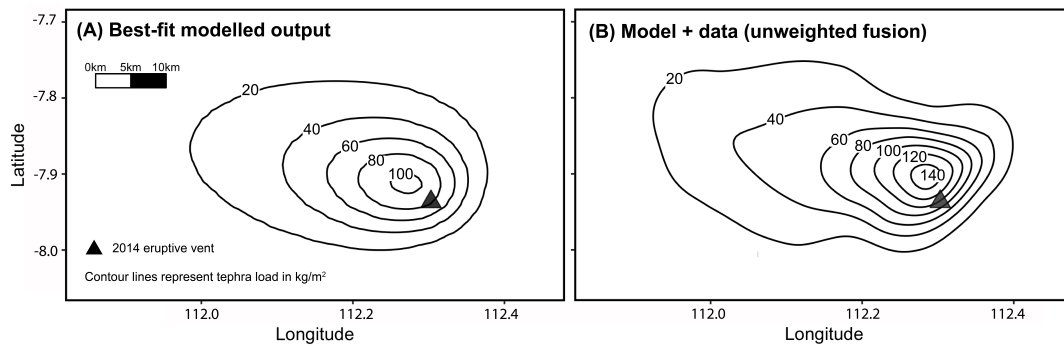 (A) Best-fit modelled output
(B) Model + data (unweighted fusion)
0km 5km 10km
-7.7
-7.8
-7.9
-8.0
Latitude
20
40
60
80
100
2014 eruptive vent
Contour lines represent tephra load in kg/m²
112.0 112.2 112.4
Longitude
20
40
60
80
100
120
140
112.0 112.2 112.4
Longitude